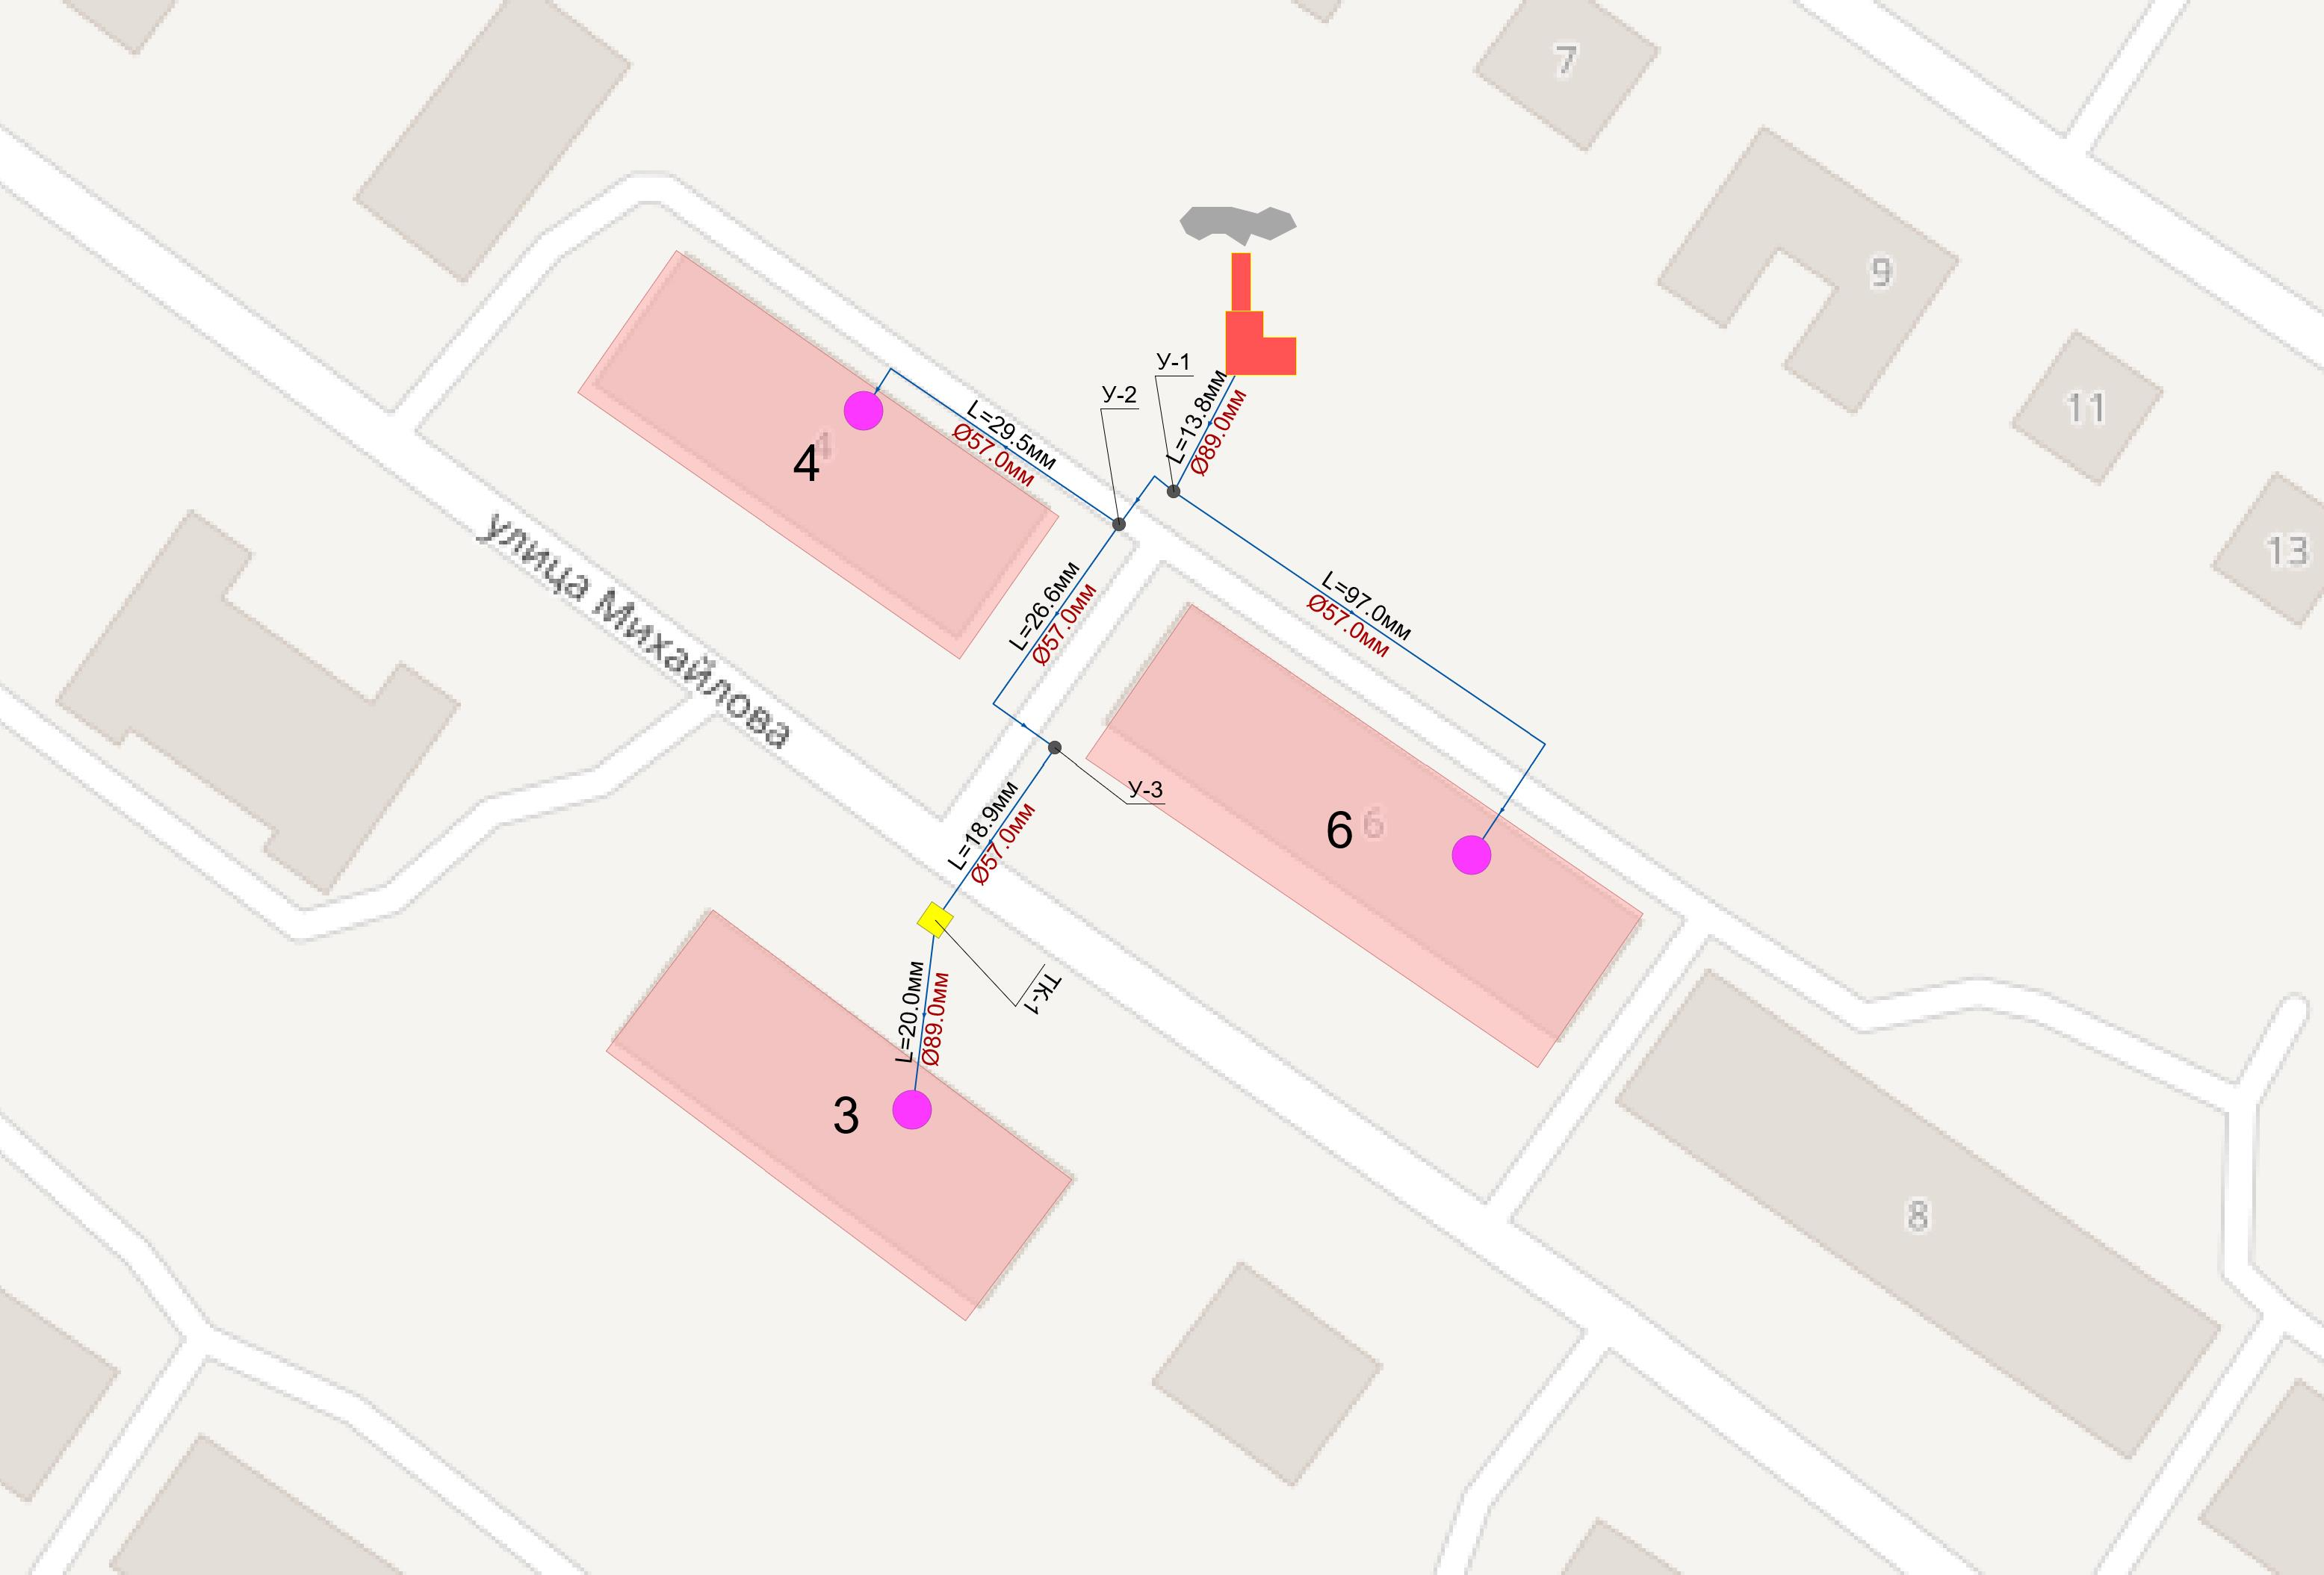 7
9
У-1
L=13.8мм
Ø89.0мм
У-2
11
L=29.5мм
Ø57.0мм
4
4
13
улица Михайлова
L=26.6мм
Ø57.0мм
L=97.0мм
Ø57.0мм
У-3
L=18.9мм
Ø57.0мм
6
6
ТК-1
L=20.0мм
Ø89.0мм
3
8